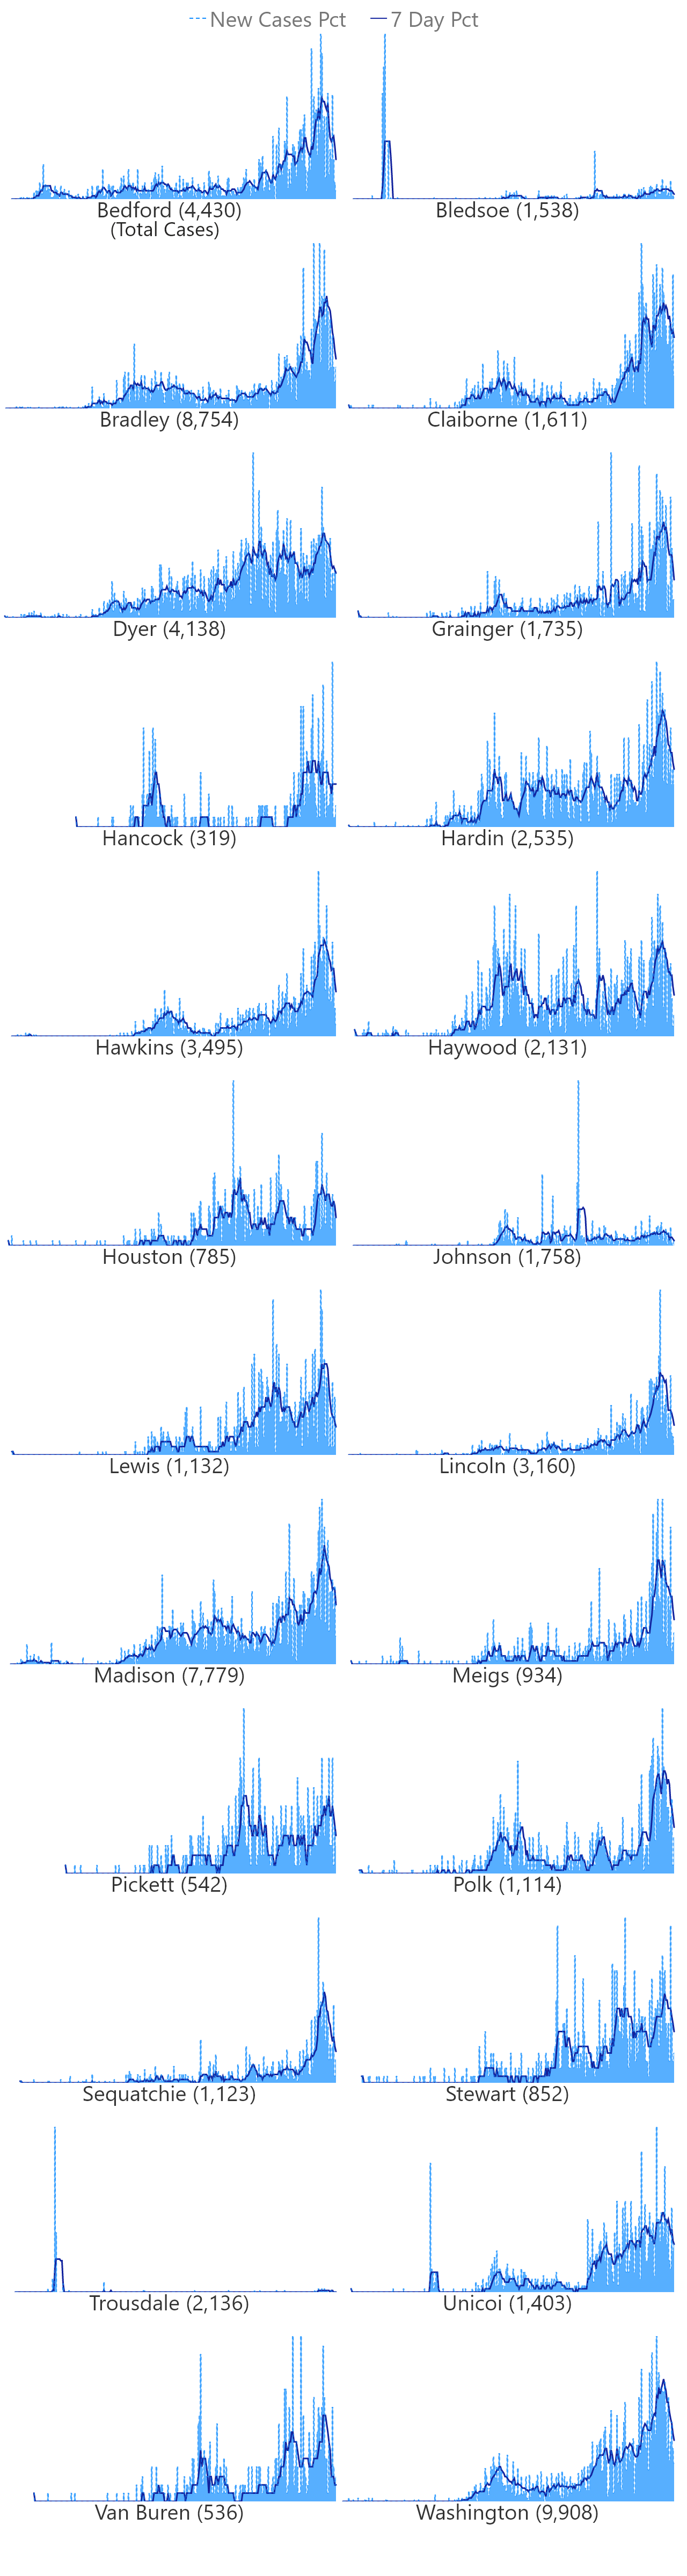 New Cases Pct 7 Day Pct
Bedford (4,430) Bledsoe (1,538)
(Total Cases)
Bradley (8,754) Claiborne (1,611)
Dyer (4,138) Grainger (1,735)
Hancock (319) Hardin (2,535)
Hawkins (3,495) Haywood (2,131)
Houston (785) Johnson (1,758)
Lewis (1,132) Lincoln (3,160)
Madison (7,779) Meigs (934)
Pickett (542) Polk (1,114)
Sequatchie (1,123) Stewart (852)
Trousdale (2,136) Unicoi (1,403)
Van Buren (536) Washington (9,908)